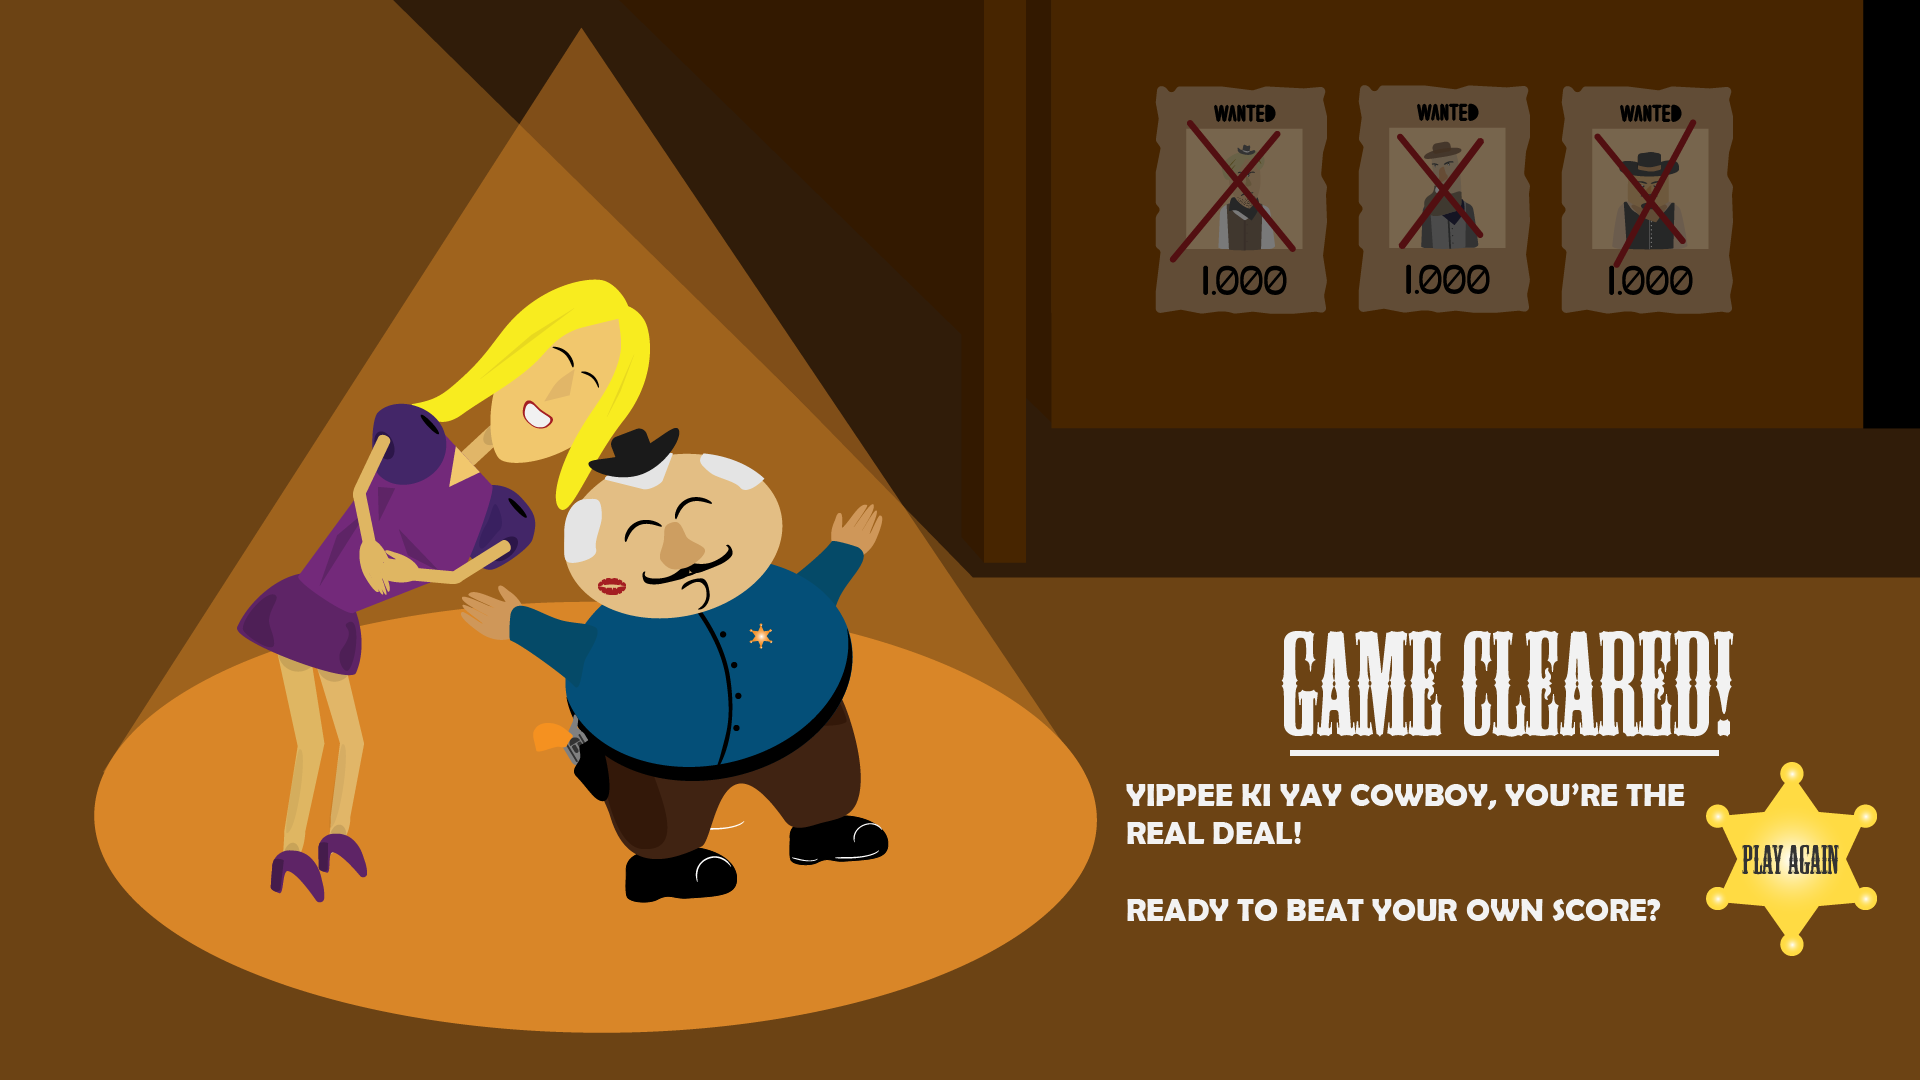 WANTED
1.000
WANTED
1.000
WANTED
1.000
GAME CLEARED!
YIPPEE KI YAY COWBOY, YOU'RE THE
REAL DEAL!
READY TO BEAT YOUR OWN SCORE?
PLAY AGAIN